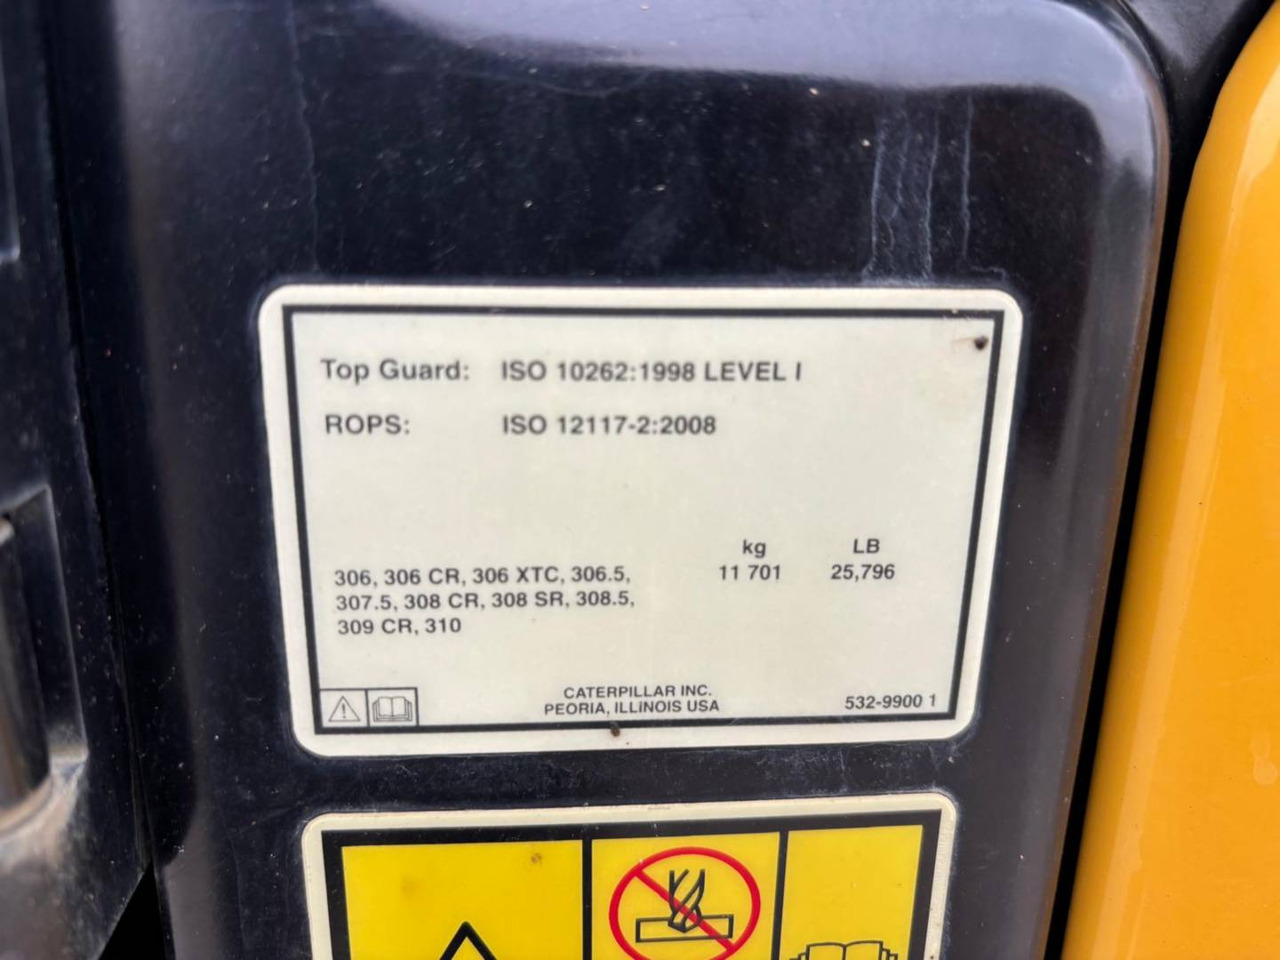 Top Guard: ISO 10262:1998 LEVEL I
ROPS: ISO 12117-2:2008
kg LB
306, 306 CR, 306 XTC, 306.5, 11 701 25,796
307.5, 308 CR, 308 SR, 308.5,
309 CR, 310
CATERPILLAR INC.
PEORIA, ILLINOIS USA 532-9900 1